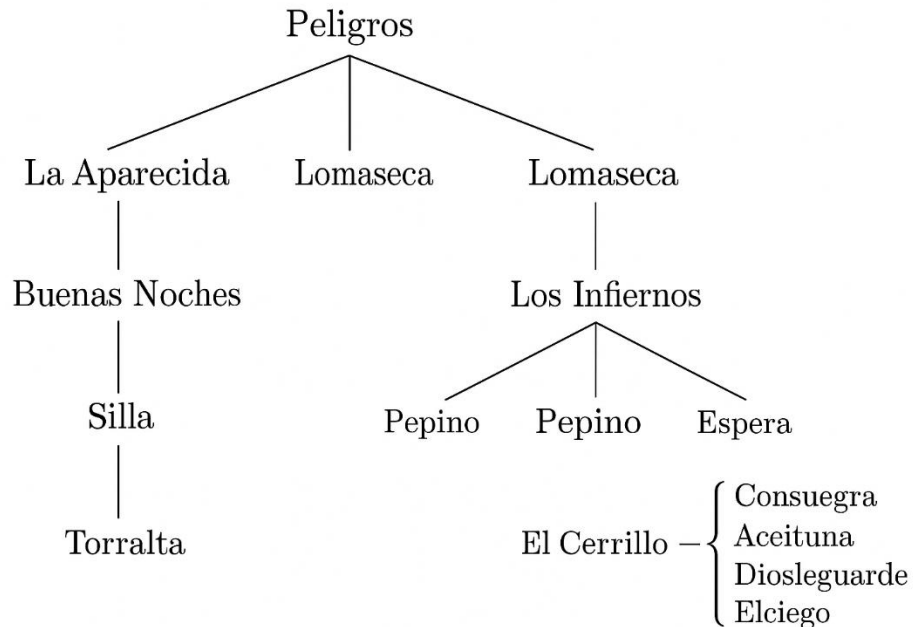 Peligros
La Aparecida Lomaseca Lomaseca
Buenas Noches Los Infiernos
Silla Pepino Pepino Espera
Torralta El Cerrillo – Consuegra
Aceituna
Diosleguarde
Elciego